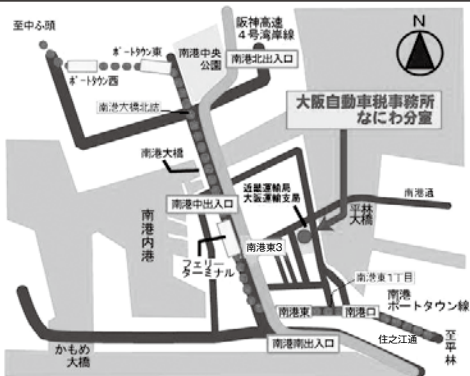 至中ふ頭
ポートタウン東
ポートタウン西
南港中央
公園
阪神高速
4号湾岸線
南港北出入口
N
南港大橋北詰
大阪自動車税事務所
なにわ分室
南港大橋
南港中出入口
近畿運輸局
大阪運輸支局
南港通
平林
大橋
南港内港
フェリー
ターミナル
南港東3
南港東1丁目
南港東
南港口
南港
ポートタウン線
かもめ
大橋
南港南出入口
住之江通
至平林